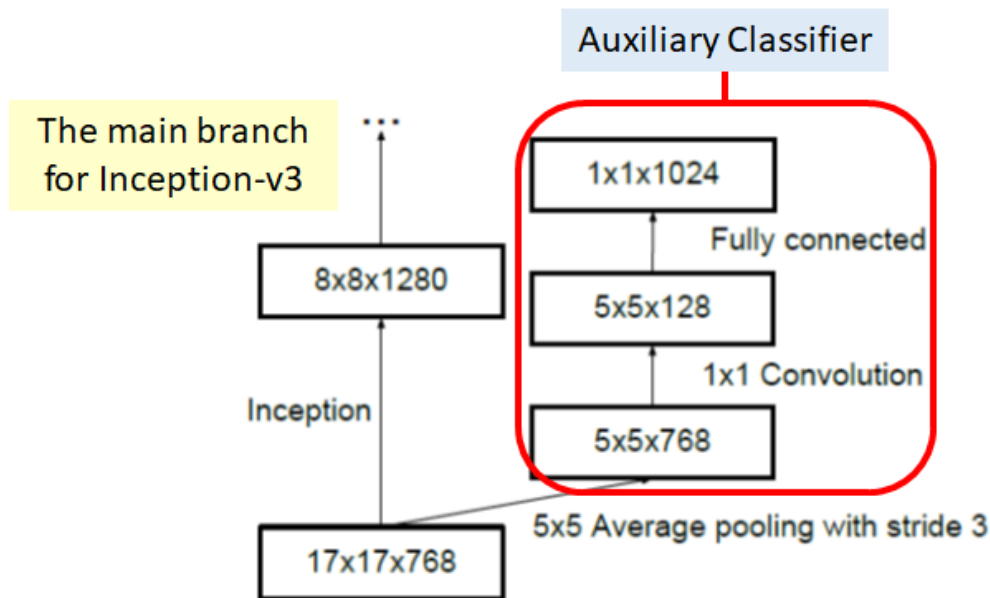 Auxiliary Classifier
The main branch
for Inception-v3
...
1x1x1024
Fully connected
8x8x1280
5x5x128
1x1 Convolution
Inception
5x5x768
5x5 Average pooling with stride 3
17x17x768